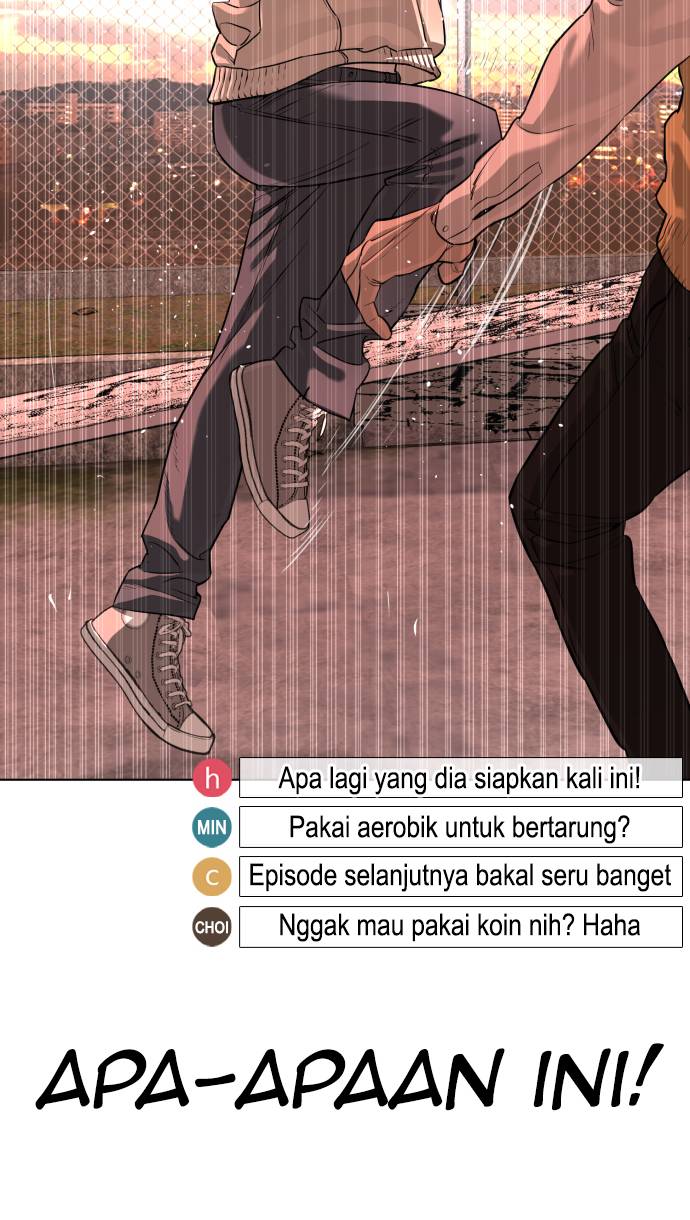 h Apa lagi yang dia siapkan kali ini!
MIN Pakai aerobik untuk bertarung?
C Episode selanjutnya bakal seru banget
CHOI Nggak mau pakai koin nih? Haha
APA-APAAN INI!